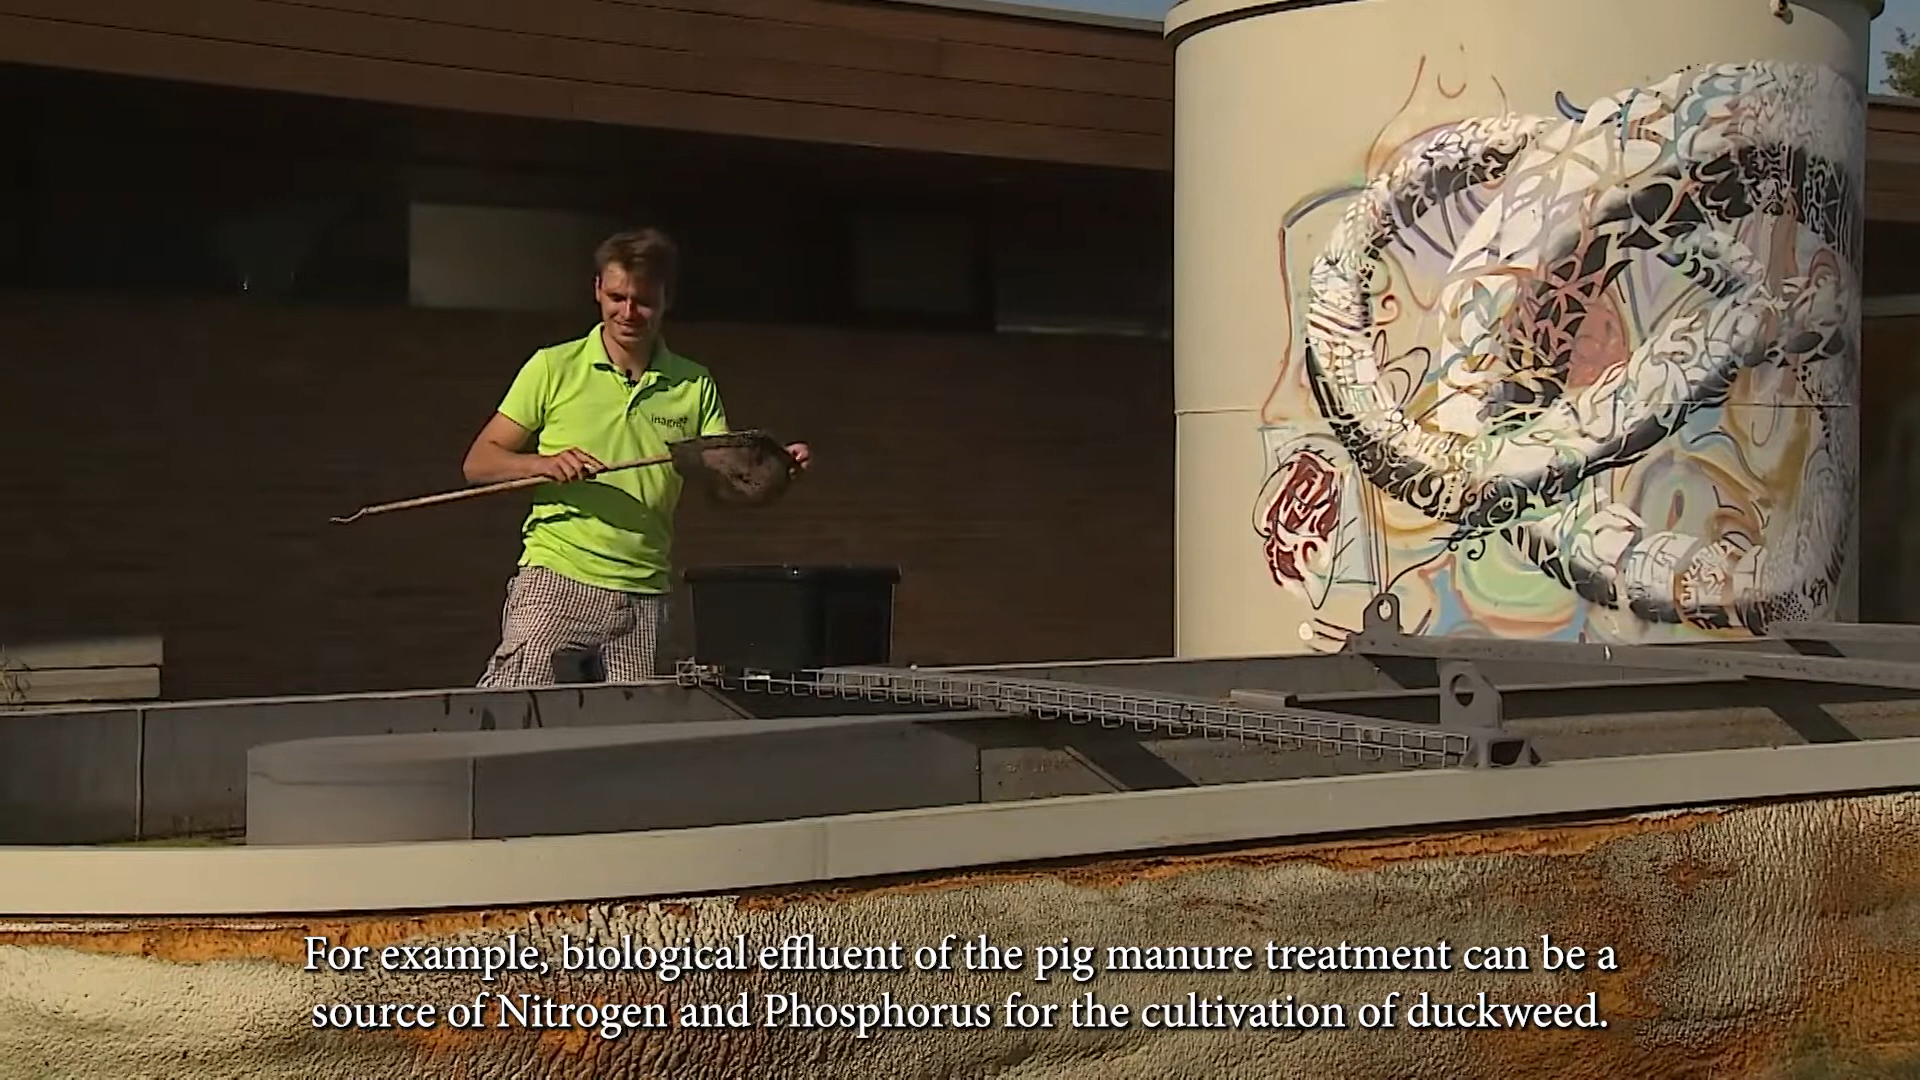 inagro
For example, biological effluent of the pig manure treatment can be a
source of Nitrogen and Phosphorus for the cultivation of duckweed.